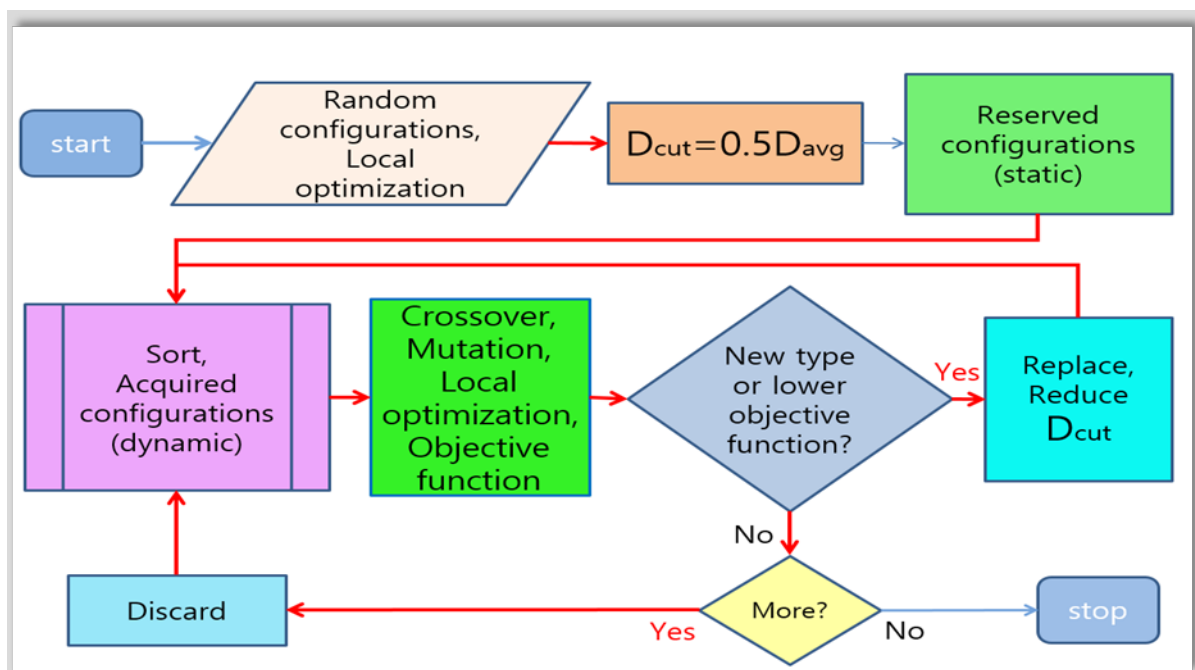 start
Random
configurations,
Local
optimization
Dcut=0.5Davg
Reserved
configurations
(static)
Sort,
Acquired
configurations
(dynamic)
Crossover,
Mutation,
Local
optimization,
Objective
function
New type
or lower
objective
function?
Yes
Replace,
Reduce
Dcut
No
Discard
Yes
More?
No
stop